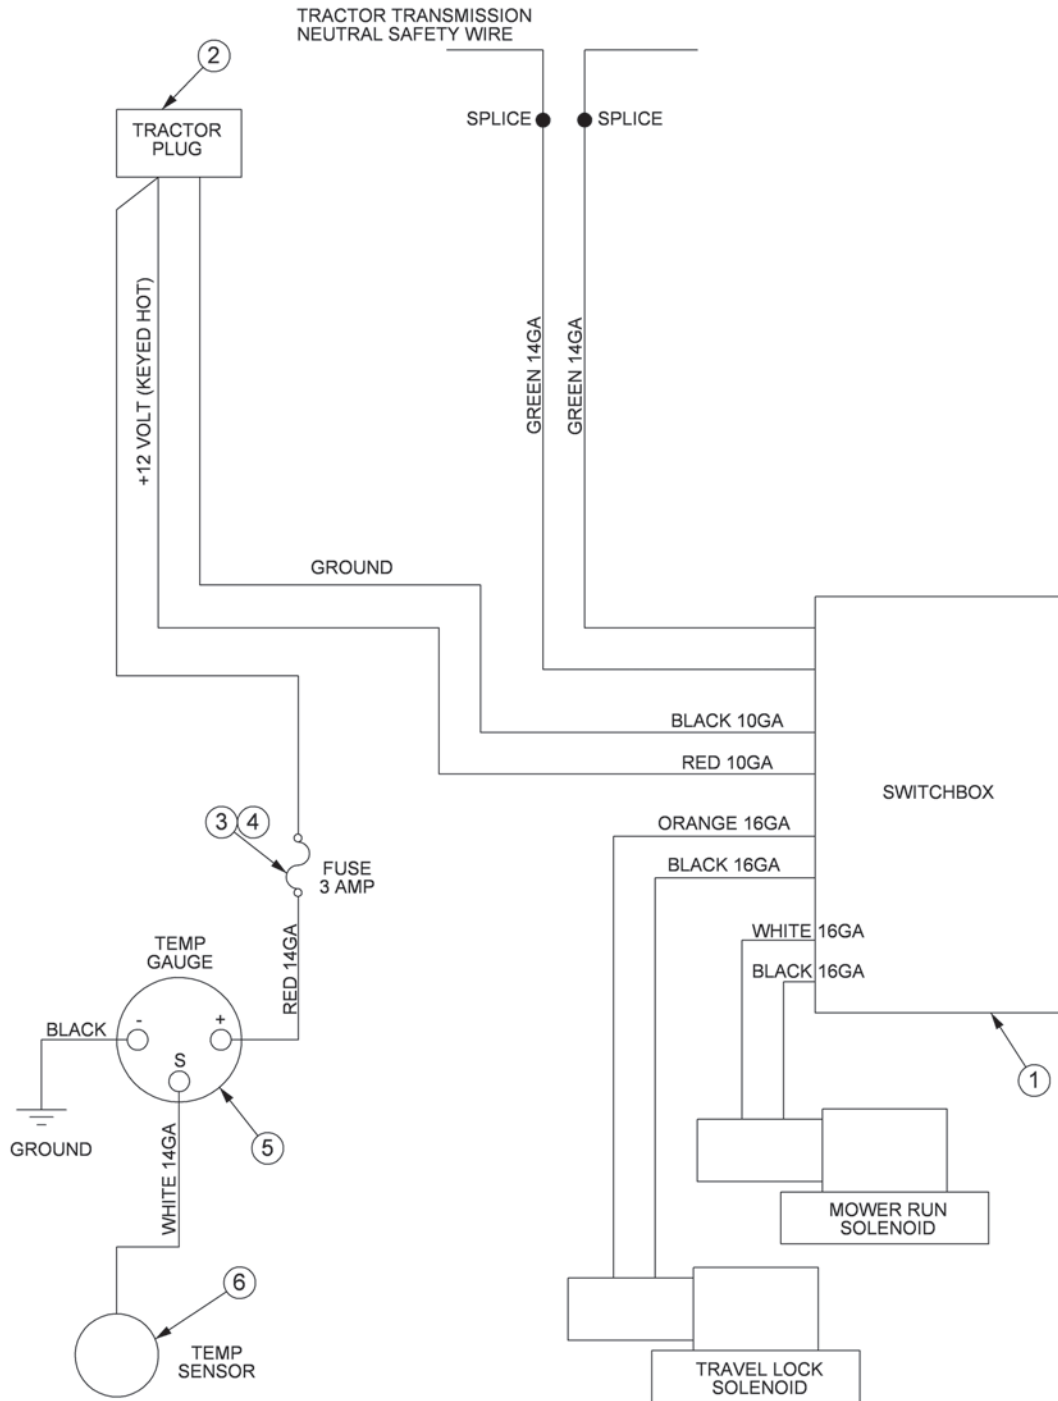 TRACTOR TRANSMISSION
NEUTRAL SAFETY WIRE
2
TRACTOR
PLUG
SPLICE
SPLICE
+12 VOLT (KEYED HOT)
GREEN 14GA
GREEN 14GA
GROUND
BLACK 10GA
RED 10GA
SWITCHBOX
ORANGE 16GA
BLACK 16GA
WHITE 16GA
BLACK 16GA
1
3 4
FUSE
3 AMP
RED 14GA
TEMP
GAUGE
BLACK
-
+
S
GROUND
5
WHITE 14GA
6
TEMP
SENSOR
MOWER RUN
SOLENOID
TRAVEL LOCK
SOLENOID